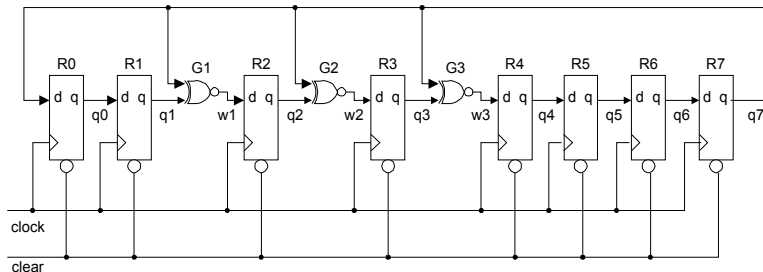 R0 R1 G1 R2 G2 R3 G3 R4 R5 R6 R7
d q d q d q d q d q d q d q d q
q0 q1 w1 q2 w2 q3 w3 q4 q5 q6 q7
clock
clear